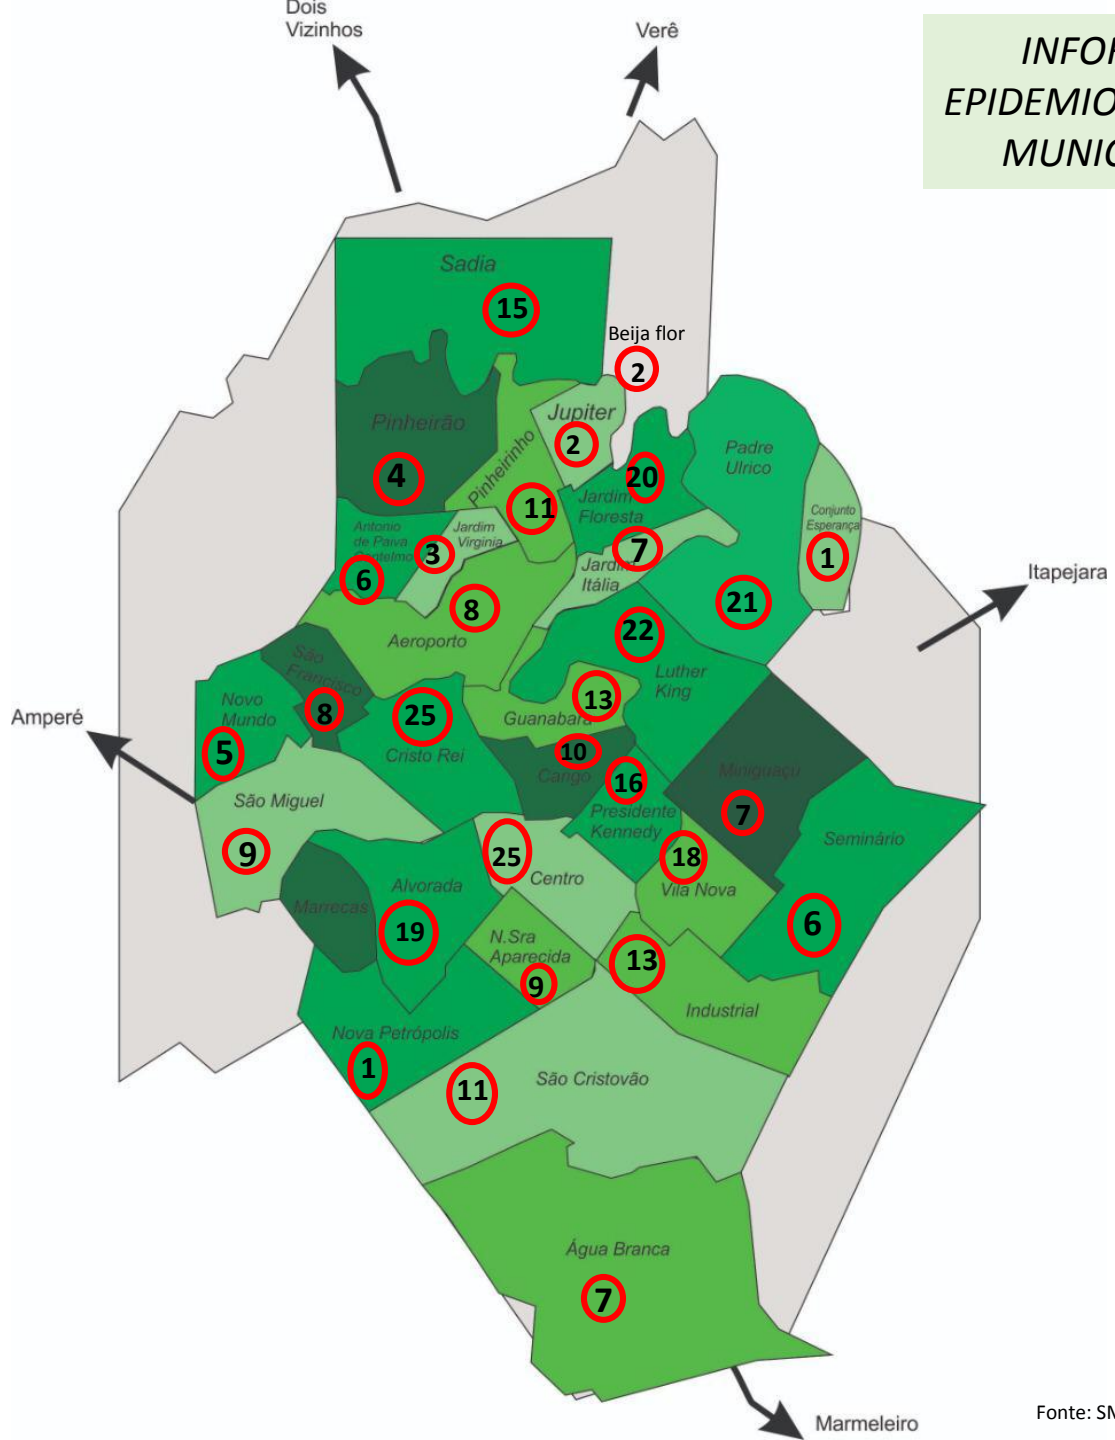 Dois
Vizinhos
Verê
INFOR
EPIDEMIO
MUNIC
Sadia
15
Beija flor
2
Pinheirão
4
Pinheirinho
11
Jupiter
2
20
Jardim
Floresta
Padre
Ulrico
21
Conjunto
Esperança
1
Antonio
de Paiva
Cantelmo
6
Jardim
Virginia
3
7
Jardim
Itália
Itapejara
8
Aeroporto
22
Luther
King
São
Francisco
8
Novo
Mundo
5
25
Cristo Rei
13
Guanabara
Amperé
10
Cango
16
Presidente
Kennedy
Miniguaçú
7
São Miguel
9
Seminário
6
25
Centro
18
Vila Nova
Alvorada
19
Marrecas
N.Sra
Aparecida
9
13
Industrial
Nova Petrópolis
1
São Cristovão
11
Água Branca
7
Marmeleiro
Fonte: SM